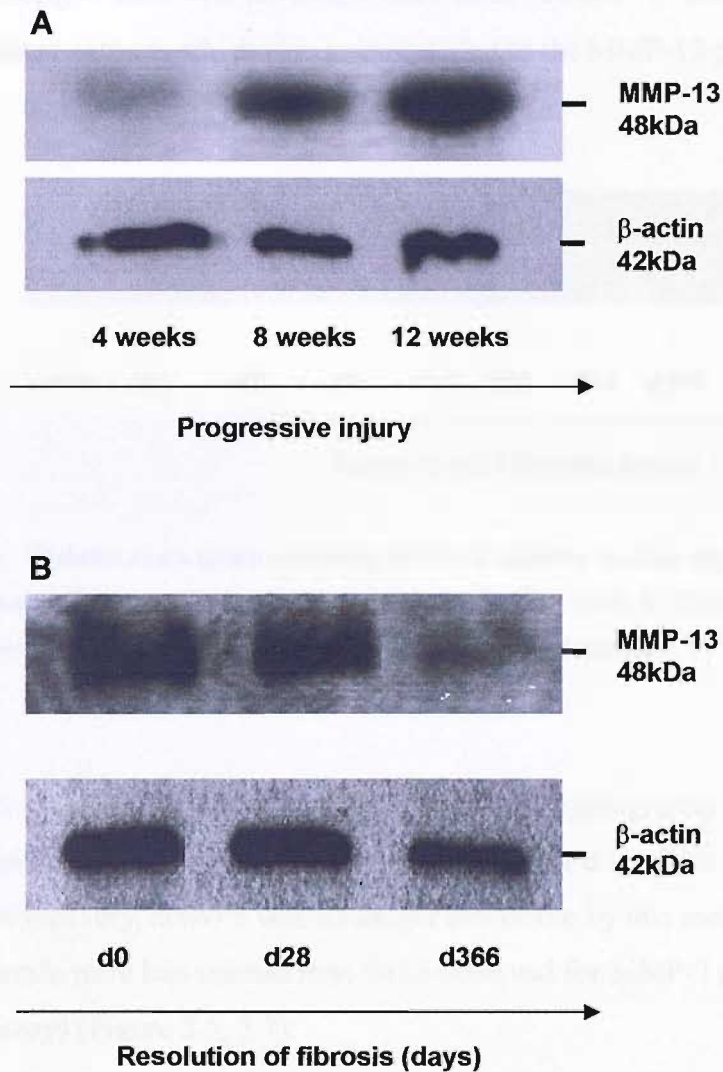 A
MMP-13
48kDa
β-actin
42kDa
4 weeks 8 weeks 12 weeks
Progressive injury
B
MMP-13
48kDa
β-actin
42kDa
d0 d28 d366
Resolution of fibrosis (days)